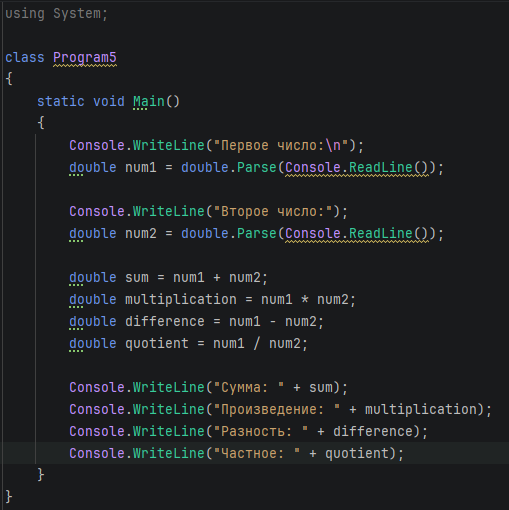 using System;
class Program5
{
static void Main()
{
Console.WriteLine("Первое число:\n");
double num1 = double.Parse(Console.ReadLine());
Console.WriteLine("Второе число:");
double num2 = double.Parse(Console.ReadLine());
double sum = num1 + num2;
double multiplication = num1 * num2;
double difference = num1 - num2;
double quotient = num1 / num2;
Console.WriteLine("Сумма: " + sum);
Console.WriteLine("Произведение: " + multiplication);
Console.WriteLine("Разность: " + difference);
Console.WriteLine("Частное: " + quotient);
}
}